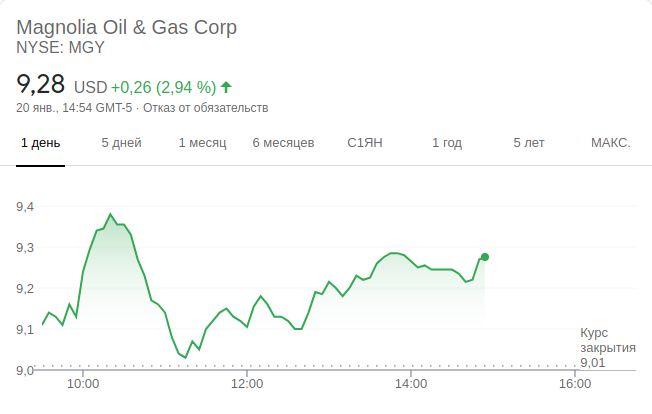 Magnolia Oil & Gas Corp
NYSE: MGY
9,28 USD +0,26 (2,94 %)
20 янв., 14:54 GMT-5 · Отказ от обязательств
1 день 5 дней 1 месяц 6 месяцев С1ЯН 1 год 5 лет МАКС.
9,4
9,3
9,2
9,1
Курс
закрытия
9,01
9,0
10:00 12:00 14:00 16:00